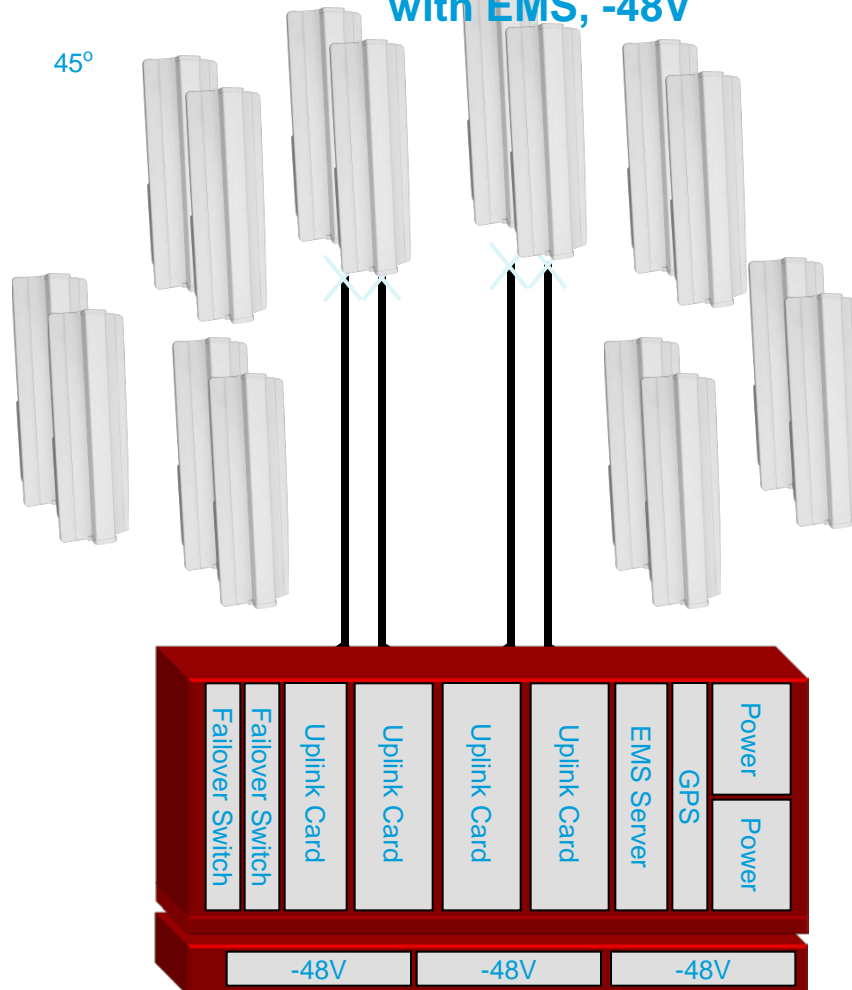 with EMS, -48V
45°
Failover Switch
Failover Switch
Uplink Card
Uplink Card
Uplink Card
Uplink Card
EMS Server
GPS
Power
Power
-48V
-48V
-48V